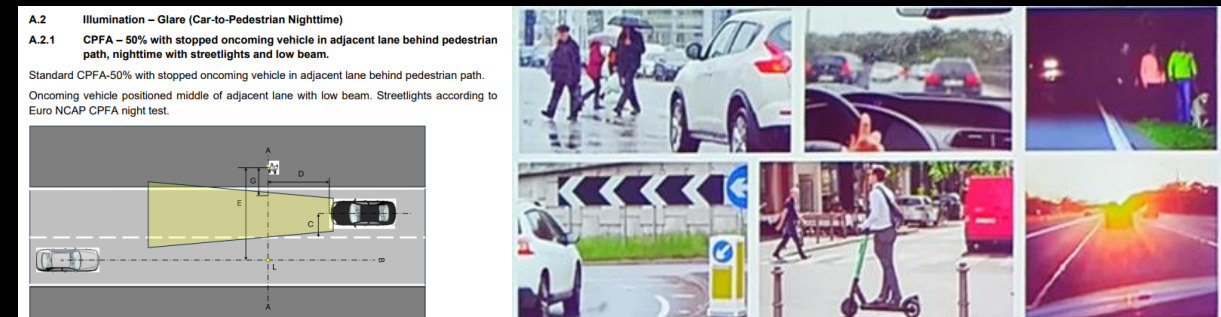 A.2 Illumination – Glare (Car-to-Pedestrian Nighttime)
A.2.1 CPFA – 50% with stopped oncoming vehicle in adjacent lane behind pedestrian
path, nighttime with streetlights and low beam.
Standard CPFA-50% with stopped oncoming vehicle in adjacent lane behind pedestrian path.
Oncoming vehicle positioned middle of adjacent lane with low beam. Streetlights according to
Euro NCAP CPFA night test.
A
D
G
E
C
L
B
A